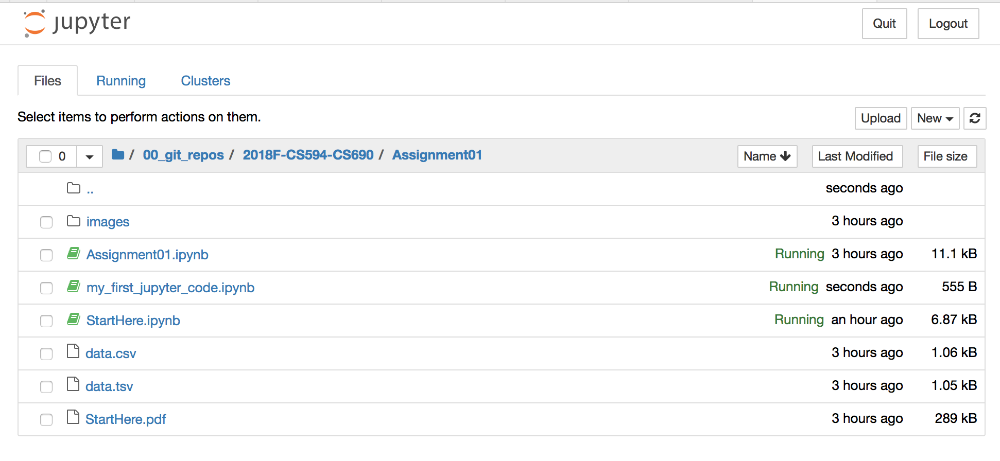 jupyter Quit Logout
Files Running Clusters
Select items to perform actions on them. Upload New
0 / 00_git_repos / 2018F-CS594-CS690 / Assignment01 Name Last Modified File size
.. seconds ago
images 3 hours ago
Assignment01.ipynb Running 3 hours ago 11.1 kB
my_first_jupyter_code.ipynb Running seconds ago 555 B
StartHere.ipynb Running an hour ago 6.87 kB
data.csv 3 hours ago 1.06 kB
data.tsv 3 hours ago 1.05 kB
StartHere.pdf 3 hours ago 289 kB